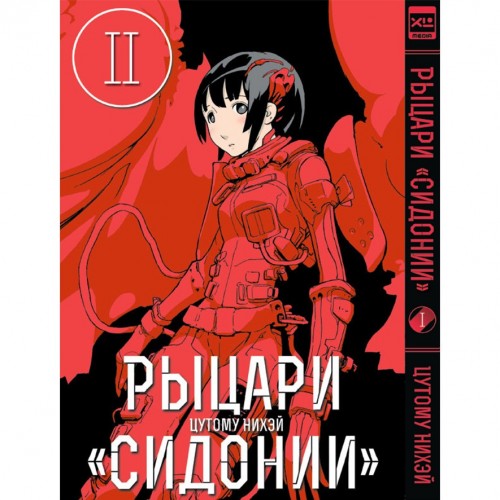 II
РЫЦАРИ
ЦУТОМУ НИХЭЙ
«СИДОНИИ»
XL
MEDIA
РЫЦАРИ «СИДОНИИ»
I
ЦУТОМУ НИХЭЙ